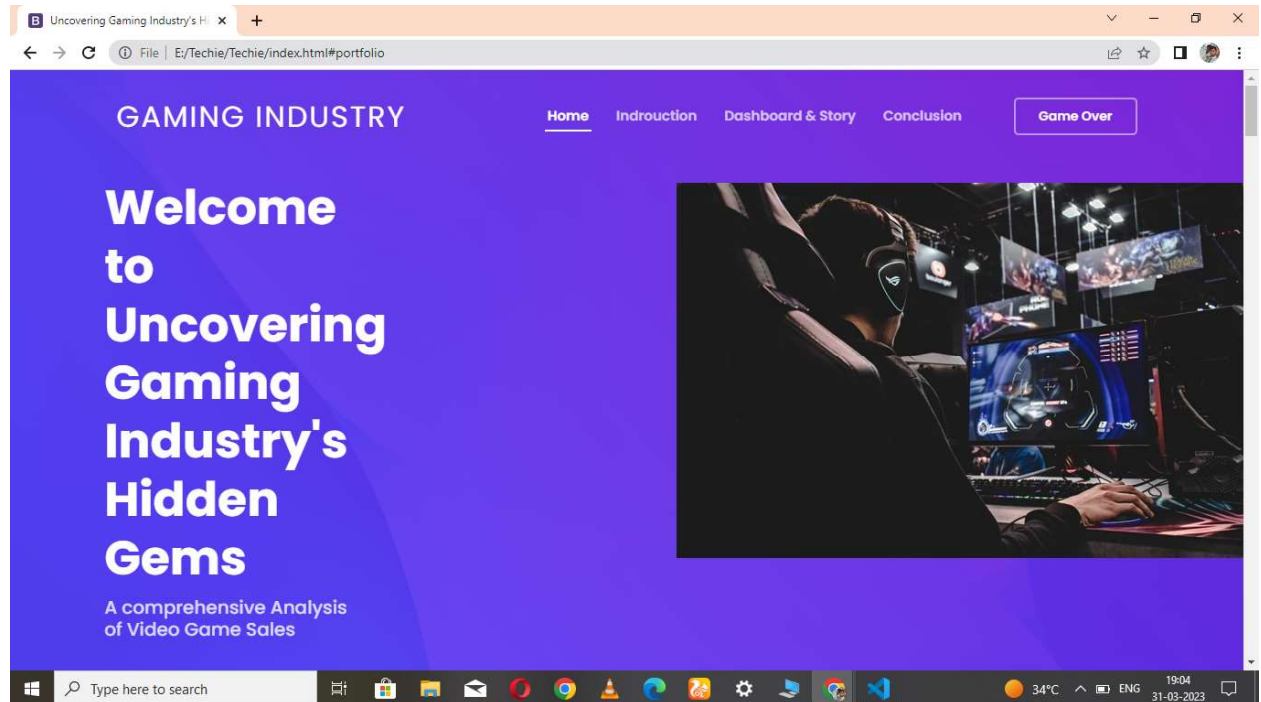 Uncovering Gaming Industry's H
File | E:/Techie/Techie/index.html#portfolio
GAMING INDUSTRY
Home Indrouction Dashboard & Story Conclusion Game Over
Welcome
to
Uncovering
Gaming
Industry's
Hidden
Gems
A comprehensive Analysis
of Video Game Sales
Type here to search
34°C ENG
19:04
31-03-2023